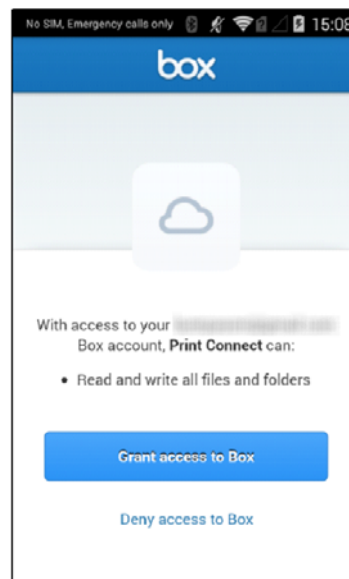 No SIM, Emergency calls only 15:08
box
With access to your
Box account, Print Connect can:
• Read and write all files and folders
Grant access to Box
Deny access to Box